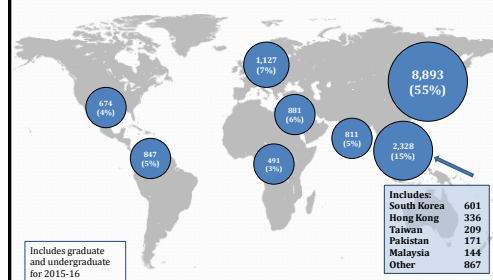 1,127
(7%)
8,893
(55%)
674
(4%)
881
(6%)
811
(5%)
2,328
(15%)
847
(5%)
491
(3%)
Includes:
South Korea 601
Hong Kong 336
Taiwan 209
Pakistan 171
Malaysia 144
Other 867
Includes graduate
and undergraduate
for 2015-16